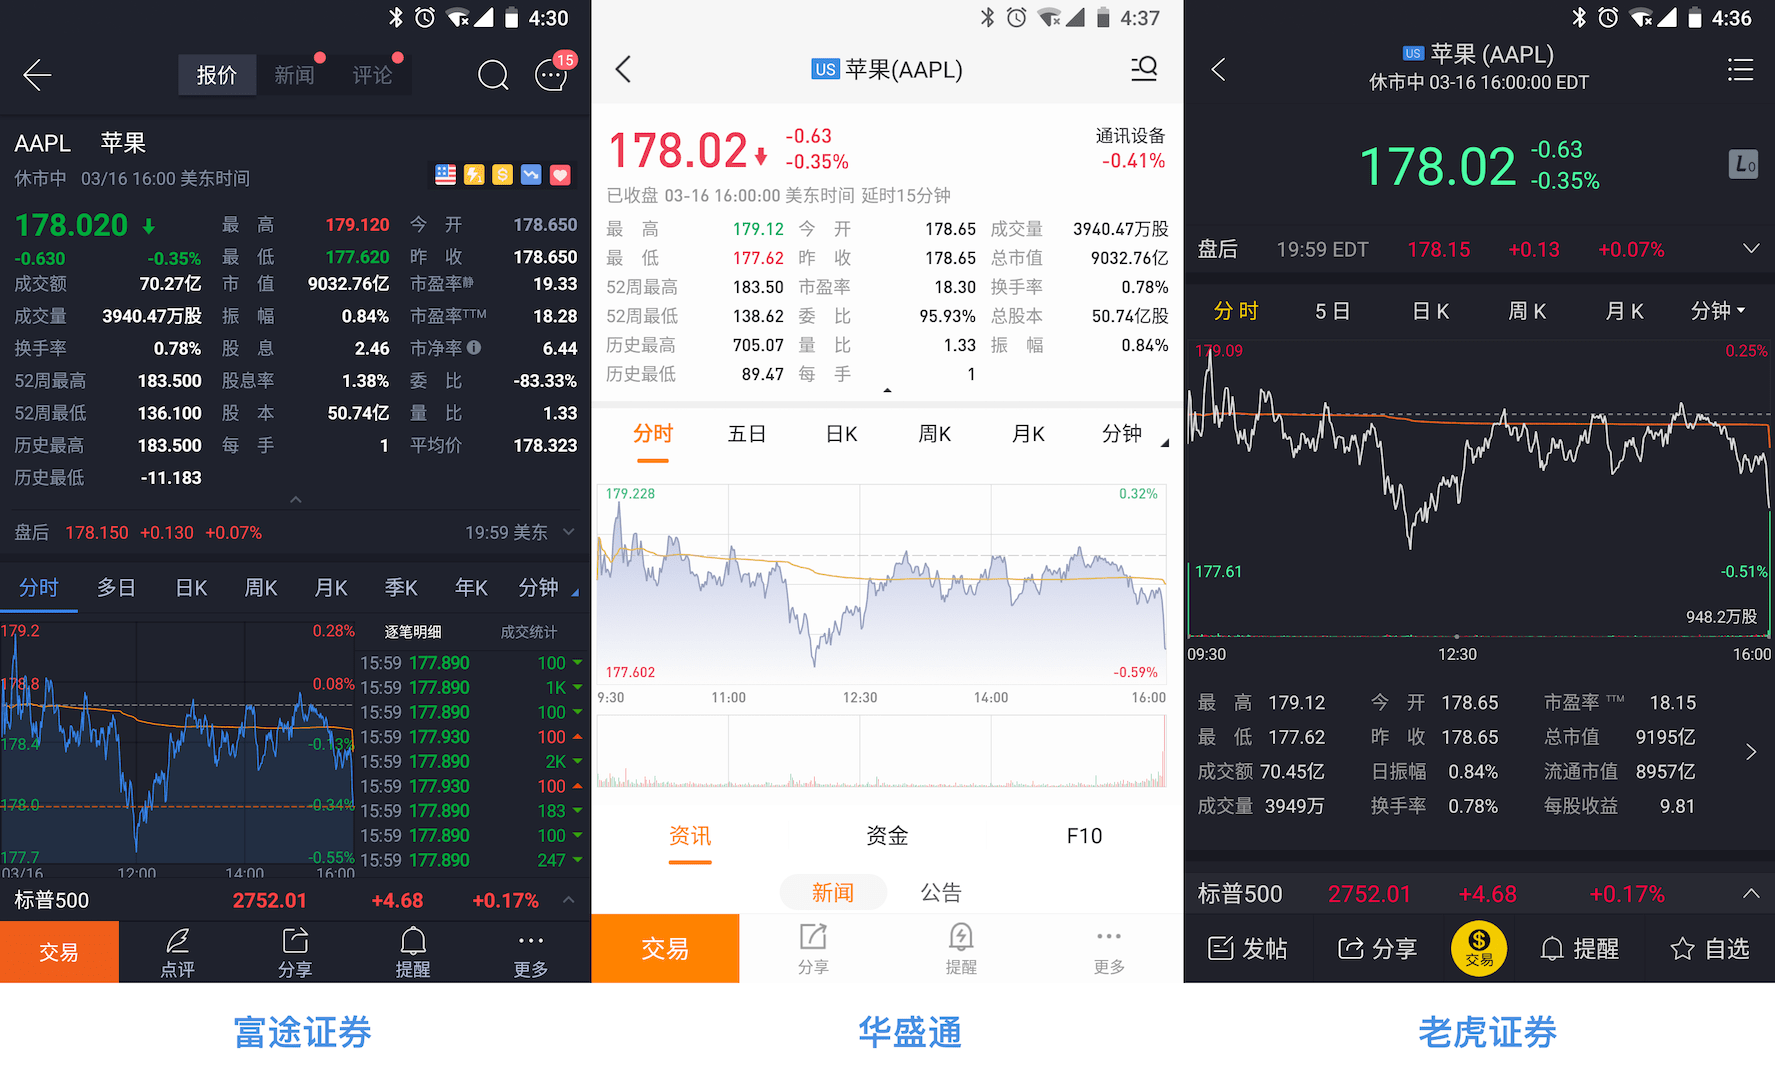 4:30
报价 新闻 评论 15
AAPL 苹果
休市中 03/16 16:00 美东时间
178.020 最高 179.120 今开 178.650
-0.630 -0.35% 最低 177.620 昨收 178.650
成交额 70.27亿 市值 9032.76亿 市盈率静 19.33
成交量 3940.47万股 振幅 0.84% 市盈率TTM 18.28
换手率 0.78% 股息 2.46 市净率 6.44
52周最高 183.500 股息率 1.38% 委比 -83.33%
52周最低 136.100 股本 50.74亿 量比 1.33
历史最高 183.500 每手 1 平均价 178.323
历史最低 -11.183
盘后 178.150 +0.130 +0.07% 19:59 美东
分时 多日 日K 周K 月K 季K 年K 分钟
179.2 0.28% 逐笔明细 成交统计
15:59 177.890 100
178.8 0.08% 15:59 177.890 1K
15:59 177.890 100
178.4 -0.13% 15:59 177.930 100
15:59 177.890 2K
15:59 177.930 100
178.0 -0.34% 15:59 177.890 183
15:59 177.890 100
177.7 -0.55% 15:59 177.890 247
03/16 12:00 14:00 16:00
标普500 2752.01 +4.68 +0.17%
交易 点评 分享 提醒 更多
富途证券
4:37
US 苹果(AAPL)
178.02 -0.63 通讯设备
-0.35% -0.41%
已收盘 03-16 16:00:00 美东时间 延时15分钟
最高 179.12 今开 178.65 成交量 3940.47万股
最低 177.62 昨收 178.65 总市值 9032.76亿
52周最高 183.50 市盈率 18.30 换手率 0.78%
52周最低 138.62 委比 95.93% 总股本 50.74亿股
历史最高 705.07 量比 1.33 振幅 0.84%
历史最低 89.47 每手 1
分时 五日 日K 周K 月K 分钟
179.228 0.32%
177.602 -0.59%
9:30 11:00 12:30 14:00 16:00
资讯 资金 F10
新闻 公告
交易 分享 提醒 更多
华盛通
4:36
US 苹果 (AAPL)
休市中 03-16 16:00:00 EDT
178.02 -0.63
-0.35% L0
盘后 19:59 EDT 178.15 +0.13 +0.07%
分时 5日 日K 周K 月K 分钟
179.09 0.25%
177.61 -0.51%
948.2万股
09:30 12:30 16:00
最高 179.12 今开 178.65 市盈率TTM 18.15
最低 177.62 昨收 178.65 总市值 9195亿
成交额 70.45亿 日振幅 0.84% 流通市值 8957亿
成交量 3949万 换手率 0.78% 每股收益 9.81
标普500 2752.01 +4.68 +0.17%
发帖 分享 交易 提醒 自选
老虎证券